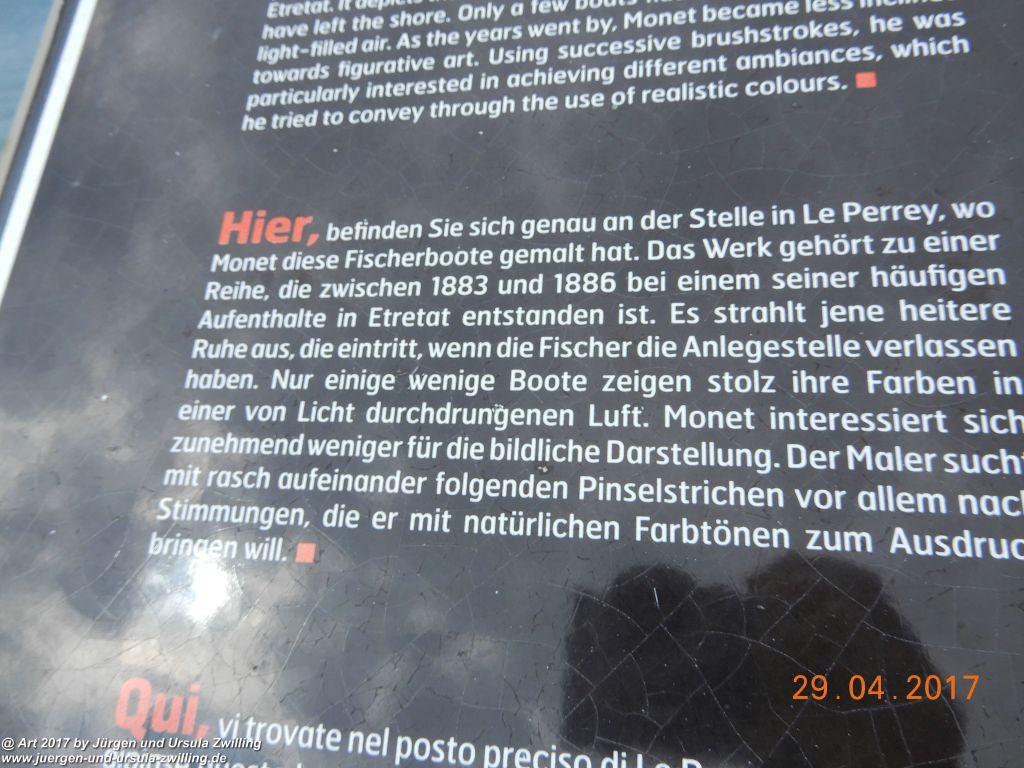 Etretat. It depicts
have left the shore. Only a few boats
light-filled air. As the years went by, Monet became less inclined
towards figurative art. Using successive brushstrokes, he was
particularly interested in achieving different ambiances, which
he tried to convey through the use of realistic colours.
Hier, befinden Sie sich genau an der Stelle in Le Perrey, wo
Monet diese Fischerboote gemalt hat. Das Werk gehört zu einer
Reihe, die zwischen 1883 und 1886 bei einem seiner häufigen
Aufenthalte in Etretat entstanden ist. Es strahlt jene heitere
Ruhe aus, die eintritt, wenn die Fischer die Anlegestelle verlassen
haben. Nur einige wenige Boote zeigen stolz ihre Farben in
einer von Licht durchdrungenen Luft. Monet interessiert sich
zunehmend weniger für die bildliche Darstellung. Der Maler sucht
mit rasch aufeinander folgenden Pinselstrichen vor allem nach
Stimmungen, die er mit natürlichen Farbtönen zum Ausdruc
bringen will.
Qui, vi trovate nel posto preciso di Le
29.04.2017
@ Art 2017 by Jürgen und Ursula Zwilling
www.juergen-und-ursula-zwilling.de